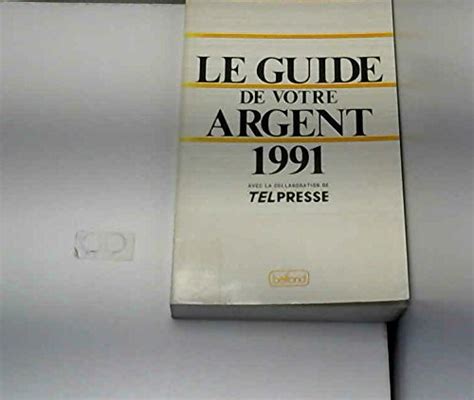 LE GUIDE
DE VOTRE
ARGENT
1991
AVEC LA COLLABORATION DE
TELPRESSE
belfond